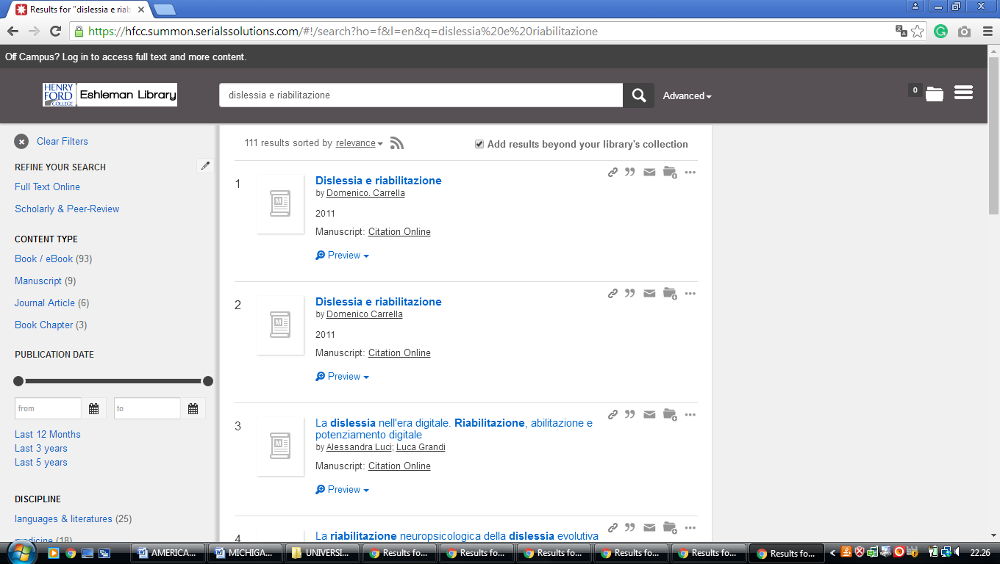 Results for "dislessia e riab
https://hfcc.summon.serialssolutions.com/#!/search?ho=f&l=en&q=dislessia%20e%20riabilitazione
Off Campus? Log in to access full text and more content.
HENRY
FORD
COLLEGE
Eshleman Library
dislessia e riabilitazione
Advanced
0
Clear Filters
REFINE YOUR SEARCH
Full Text Online
Scholarly & Peer-Review
CONTENT TYPE
Book / eBook (93)
Manuscript (9)
Journal Article (6)
Book Chapter (3)
PUBLICATION DATE
from
to
Last 12 Months
Last 3 years
Last 5 years
DISCIPLINE
languages & literatures (25)
medicine (18)
111 results sorted by relevance
Add results beyond your library's collection
1
Dislessia e riabilitazione
by Domenico. Carrella
2011
Manuscript: Citation Online
Preview
2
Dislessia e riabilitazione
by Domenico Carrella
2011
Manuscript: Citation Online
Preview
3
La dislessia nell'era digitale. Riabilitazione, abilitazione e
potenziamento digitale
by Alessandra Luci; Luca Grandi
Manuscript: Citation Online
Preview
4
La riabilitazione neuropsicologica della dislessia evolutiva
AMERICA...
MICHIGA...
UNIVERSI...
Results fo...
Results fo...
Results fo...
Results fo...
Results fo...
Results fo...
22.26